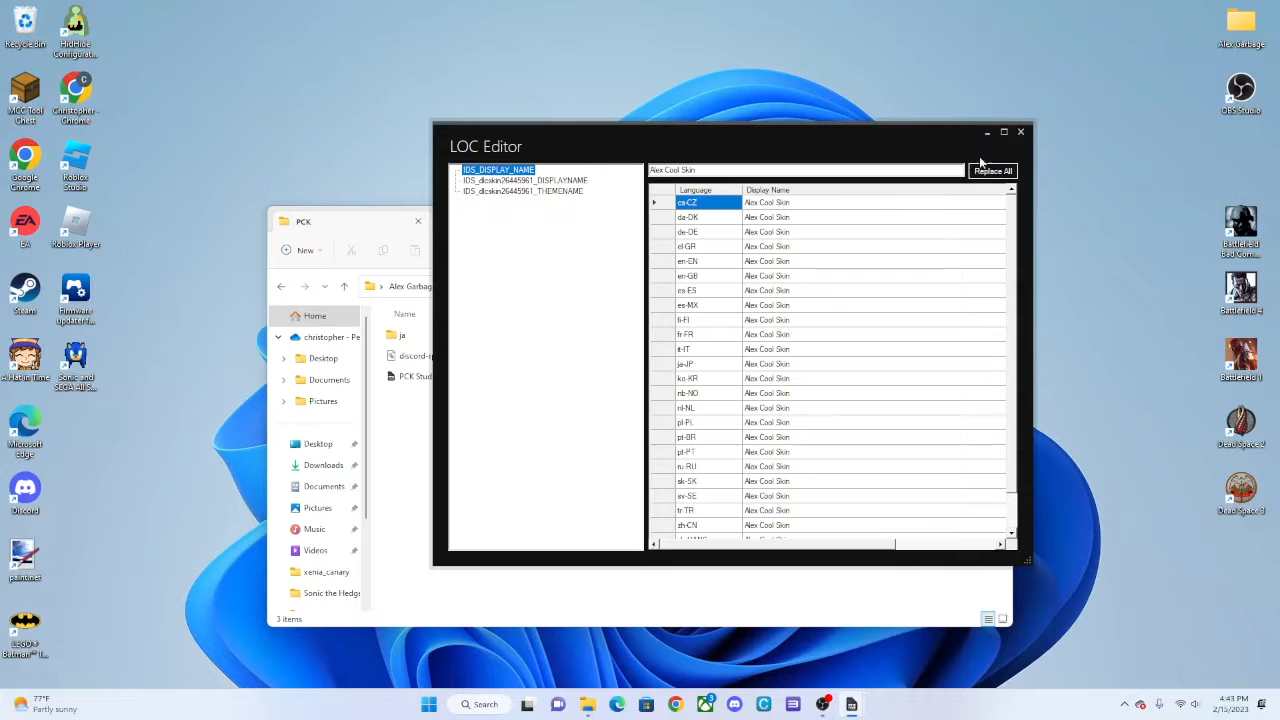 Recycle Bin
HidHide
Configurat...
MCC Tool
Chest
Christopher -
Chrome
Google
Chrome
Roblox
Studio
EA
Roblox Player
Steam
Firmware
updaterf...
A Hat in Time
Sonic and
SEGA All S...
Microsoft
Edge
Discord
paint.net
LEGO®
Batman™ T...
Alex Garbage
OBS Studio
Battlefield
bad Com...
Battlefield 4
Battlefield 1
Dead Space 2
Dead Space 3
PCK
New
Alex Garbag
Home
christopher - Pe
Desktop
Documents
Pictures
Desktop
Downloads
Documents
Pictures
Music
Videos
xenia_canary
Sonic the Hedge
Name
ja
discord-rp
PCK Stud
3 items
LOC Editor
IDS_DISPLAY_NAME
IDS_dlcskin26445961_DISPLAYNAME
IDS_dlcskin26445961_THEMENAME
Alex Cool Skin
Replace All
Language Display Name
cs-CZ Alex Cool Skin
da-DK Alex Cool Skin
de-DE Alex Cool Skin
el-GR Alex Cool Skin
en-EN Alex Cool Skin
en-GB Alex Cool Skin
es-ES Alex Cool Skin
es-MX Alex Cool Skin
fi-FI Alex Cool Skin
fr-FR Alex Cool Skin
it-IT Alex Cool Skin
ja-JP Alex Cool Skin
ko-KR Alex Cool Skin
nb-NO Alex Cool Skin
nl-NL Alex Cool Skin
pl-PL Alex Cool Skin
pt-BR Alex Cool Skin
pt-PT Alex Cool Skin
ru-RU Alex Cool Skin
sk-SK Alex Cool Skin
sv-SE Alex Cool Skin
tr-TR Alex Cool Skin
zh-CN Alex Cool Skin
77°F
Partly sunny
Search
3
4:43 PM
2/15/2023